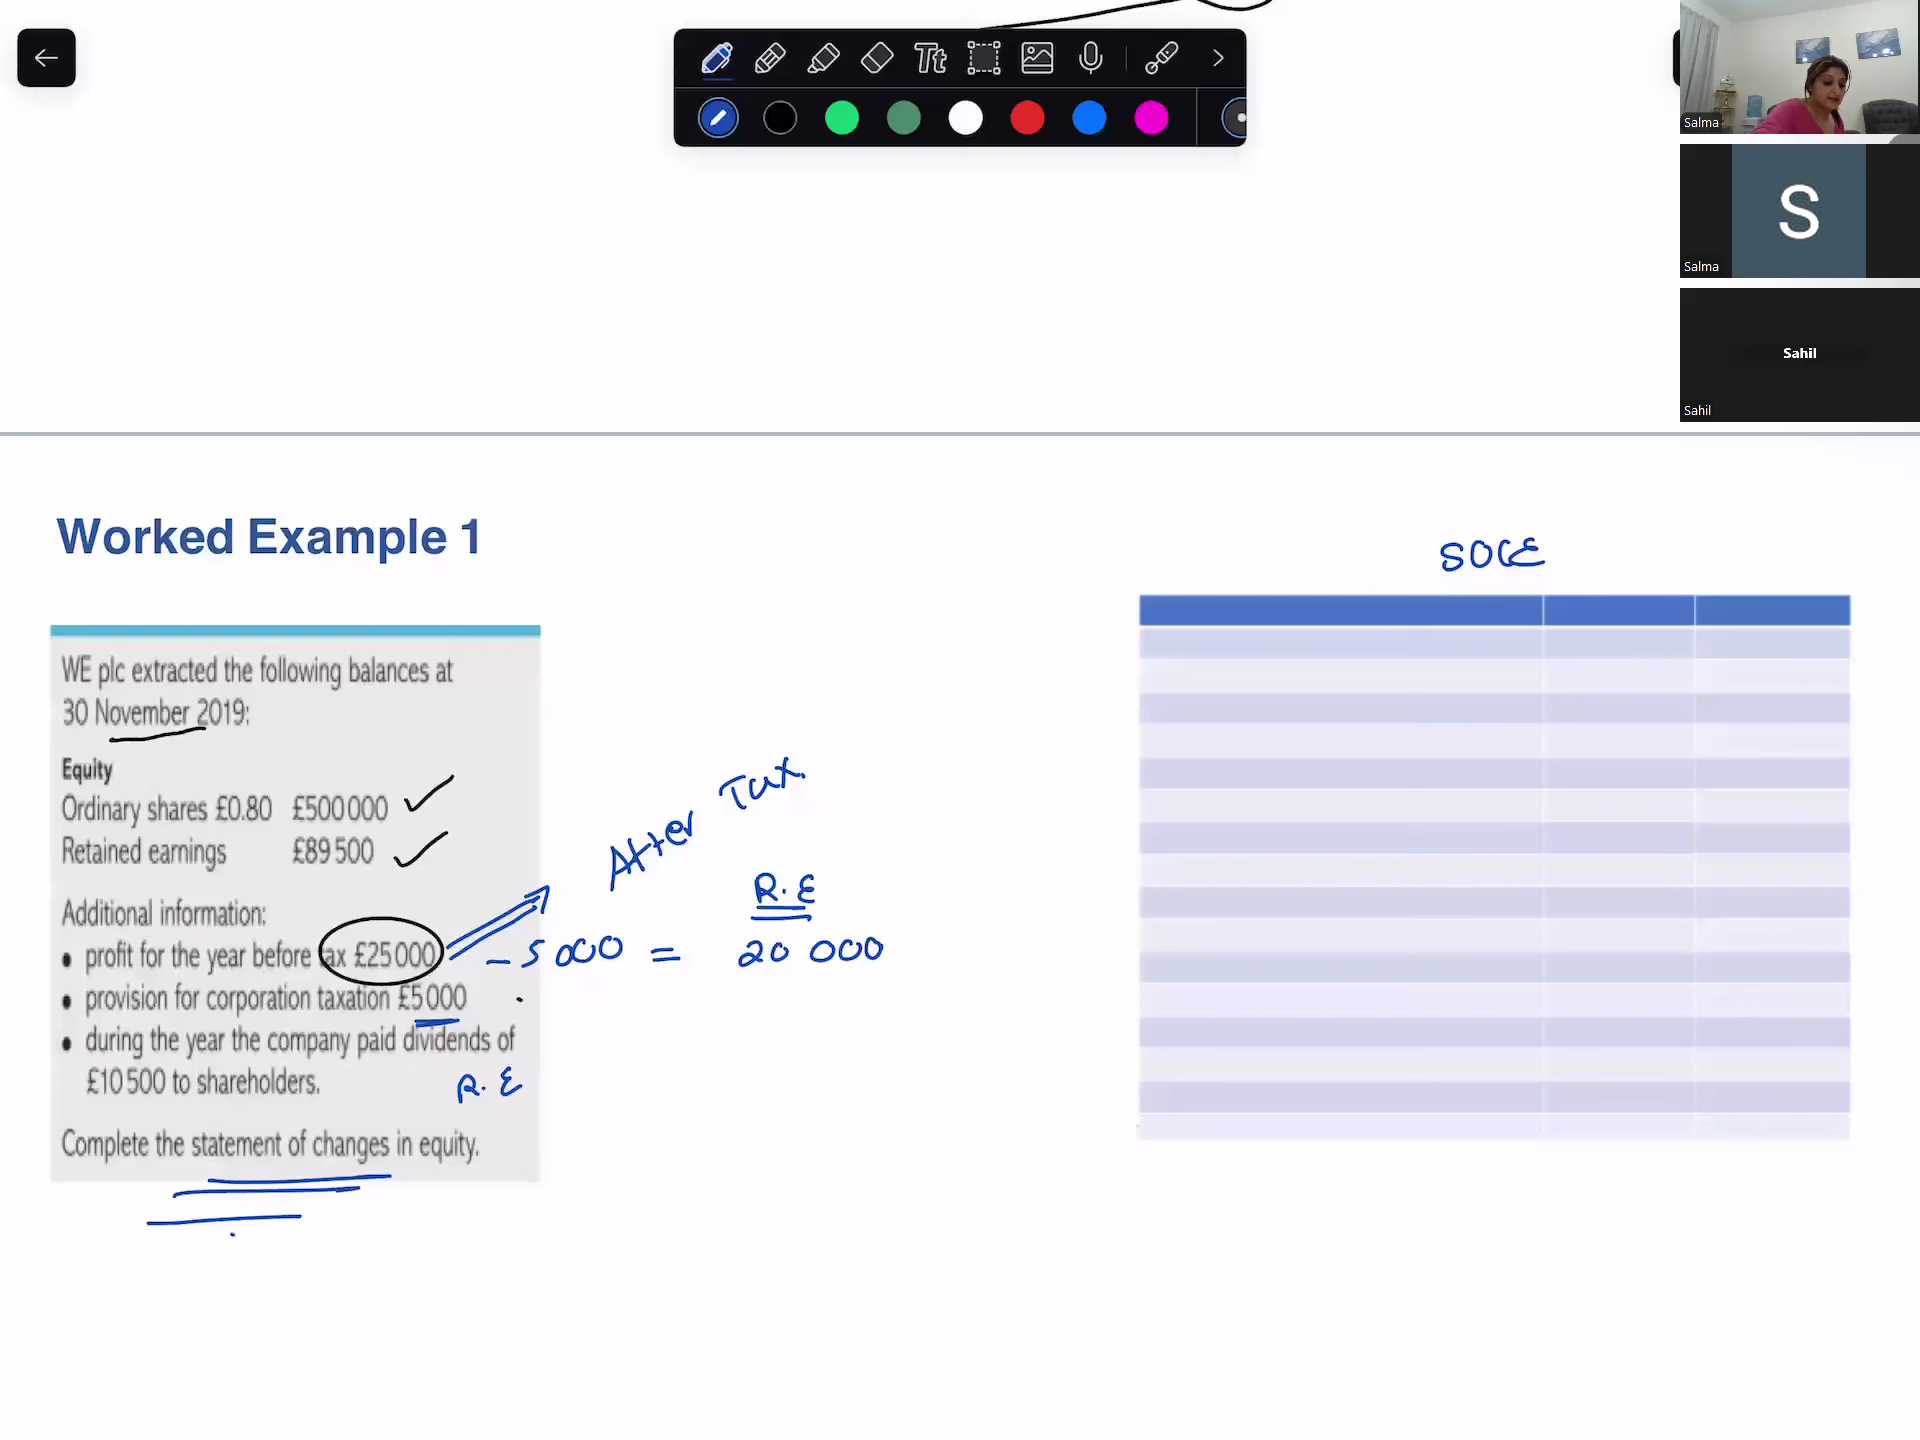 Tt
Salma
S
Salma
Sahil
Sahil
Worked Example 1
SOCE
WE plc extracted the following balances at
30 November 2019:
Equity
Ordinary shares £0.80 £500000
Retained earnings £89500
Additional information:
• profit for the year before tax £25000
• provision for corporation taxation £5000
• during the year the company paid dividends of
£10500 to shareholders.
Complete the statement of changes in equity.
After Tax
R.E
- 5000 = 20 000
R.E